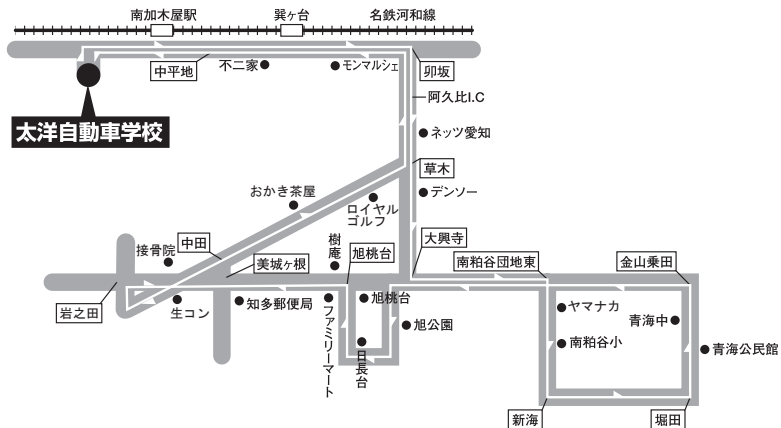 南加木屋駅
巽ヶ台
名鉄河和線
中平地
不二家
モンマルシェ
卯坂
阿久比I.C
太洋自動車学校
ネッツ愛知
草木
デンソー
おかき茶屋
ロイヤル
ゴルフ
接骨院
中田
樹庵
大興寺
美城ヶ根
旭桃台
南粕谷団地東
金山乗田
岩之田
生コン
知多郵便局
ファミリーマート
旭桃台
旭公園
日長台
ヤマナカ
青海中
南粕谷小
青海公民館
新海
堀田